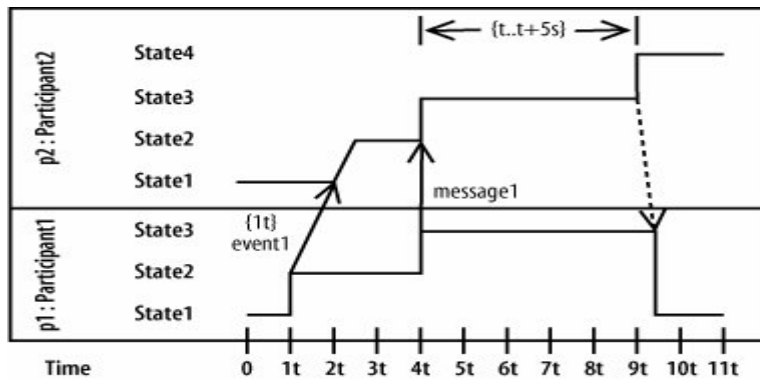 {t..t+5s}
p2 : Participant2
State4
State3
State2
State1
message1
{1t}
event1
p1 : Participant1
State3
State2
State1
Time 0 1t 2t 3t 4t 5t 6t 7t 8t 9t 10t 11t